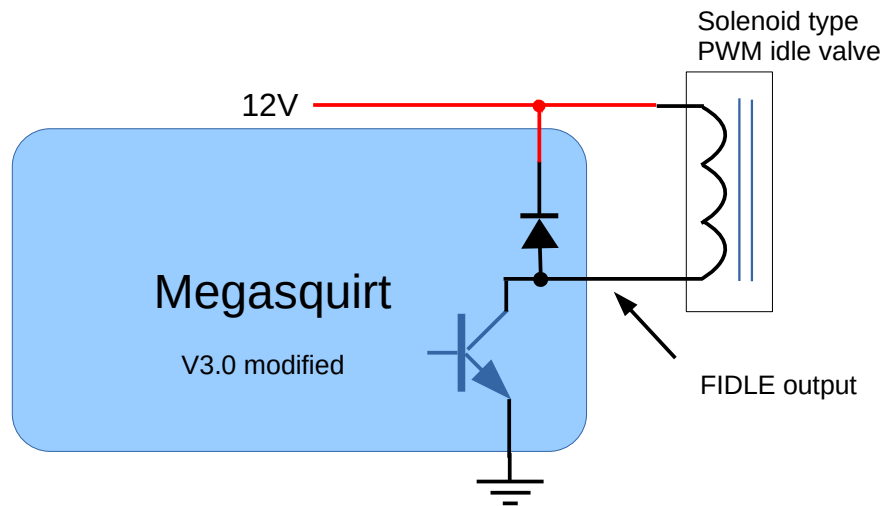 Solenoid type
PWM idle valve
12V
Megasquirt
V3.0 modified
FIDLE output